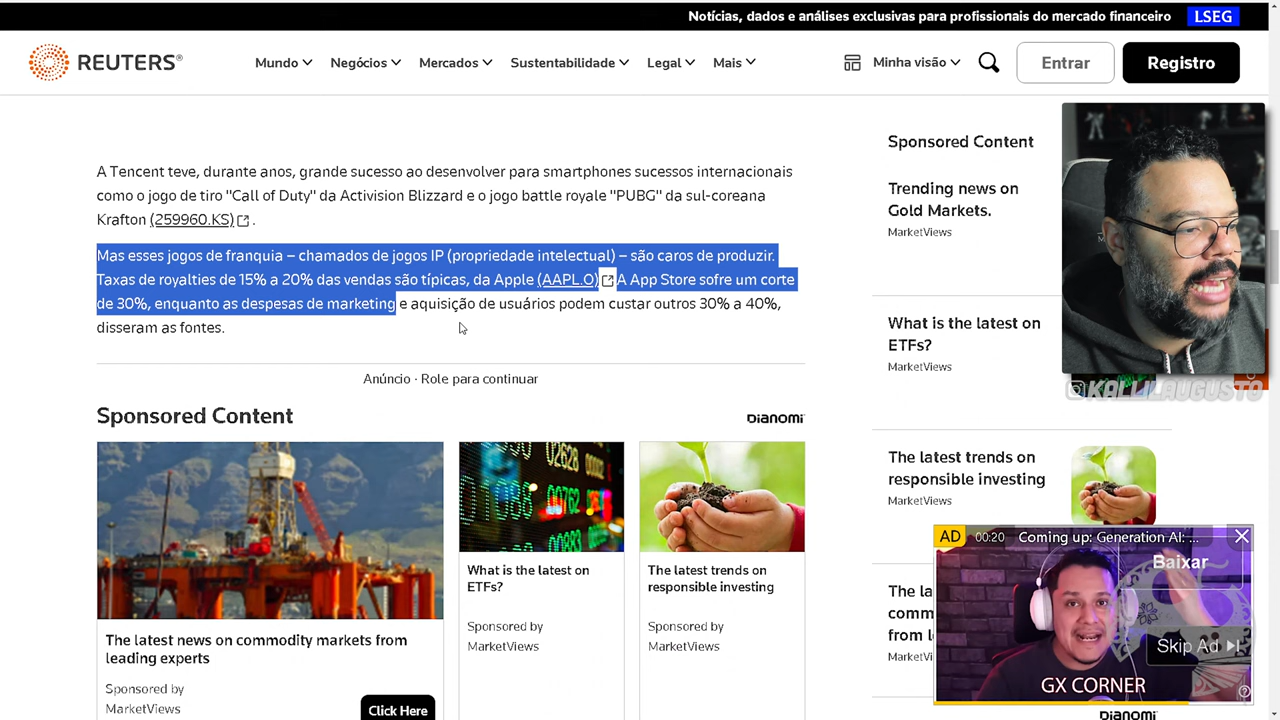 Notícias, dados e análises exclusivas para profissionais do mercado financeiro LSEG
REUTERS®
Mundo Negócios Mercados Sustentabilidade Legal Mais Minha visão Entrar Registro
A Tencent teve, durante anos, grande sucesso ao desenvolver para smartphones sucessos internacionais
como o jogo de tiro "Call of Duty" da Activision Blizzard e o jogo battle royale "PUBG" da sul-coreana
Krafton (259960.KS) .
Mas esses jogos de franquia – chamados de jogos IP (propriedade intelectual) – são caros de produzir.
Taxas de royalties de 15% a 20% das vendas são típicas, da Apple (AAPL.O) A App Store sofre um corte
de 30%, enquanto as despesas de marketing e aquisição de usuários podem custar outros 30% a 40%,
disseram as fontes.
Anúncio · Role para continuar
Sponsored Content
DIANOMI
The latest news on commodity markets from
leading experts
Sponsored by
MarketViews
Click Here
What is the latest on
ETFs?
Sponsored by
MarketViews
The latest trends on
responsible investing
Sponsored by
MarketViews
Sponsored Content
Trending news on
Gold Markets.
MarketViews
KALLILAUGUSTO
What is the latest on
ETFs?
MarketViews
The latest trends on
responsible investing
MarketViews
The la
comm
from l
MarketVi
AD 00:20 Coming up: Generation AI: ...
Baixar
Skip Ad
GX CORNER
DIANOMI